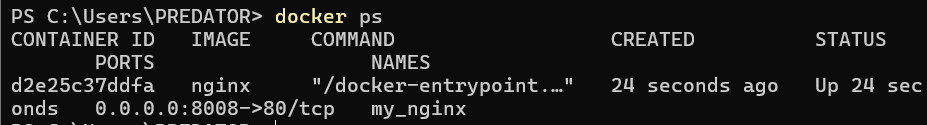 PS C:\Users\PREDATOR> docker ps
CONTAINER ID   IMAGE     COMMAND                  CREATED          STATUS
       PORTS                  NAMES
d2e25c37ddfa   nginx     "/docker-entrypoint.…"   24 seconds ago   Up 24 sec
onds   0.0.0.0:8008->80/tcp   my_nginx